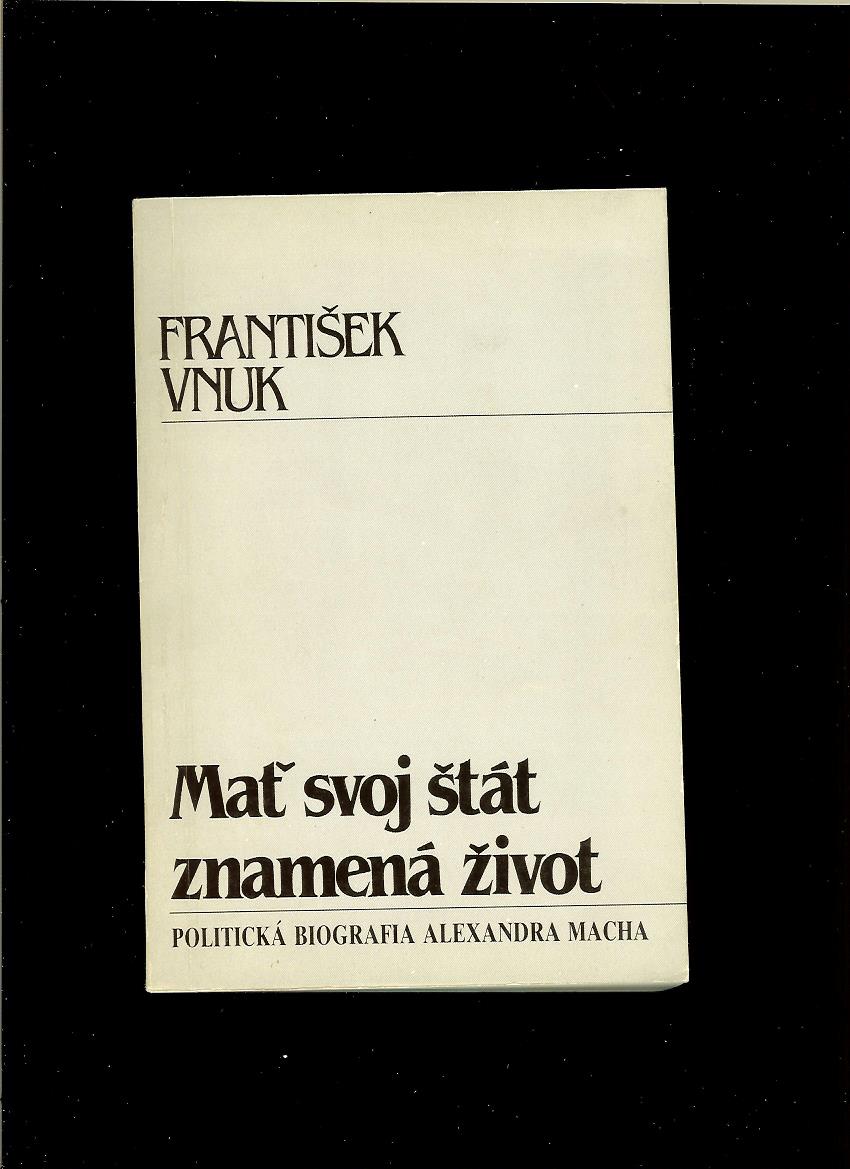 FRANTIŠEK
VNUK
Mať svoj štát
znamená život
POLITICKÁ BIOGRAFIA ALEXANDRA MACHA